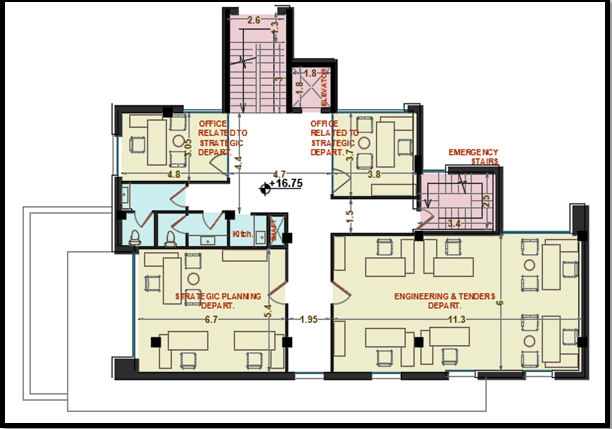 2.6
1.3
3
1.8
1.8
ELEVATOR
OFFICE
RELATED TO
STRATEGIC
DEPART.
OFFICE
RELATED TO
STRATEGIC
DEPART.
EMERGENCY
STAIRS
3.05
4.4
3.7
4.8
4.7
3.8
+16.75
2.5
3.4
1.5
Kitch.
SHAFT
STRATEGIC PLANNING
DEPART.
ENGINEERING & TENDERS
DEPART.
5.4
6
6.7
1.95
11.3